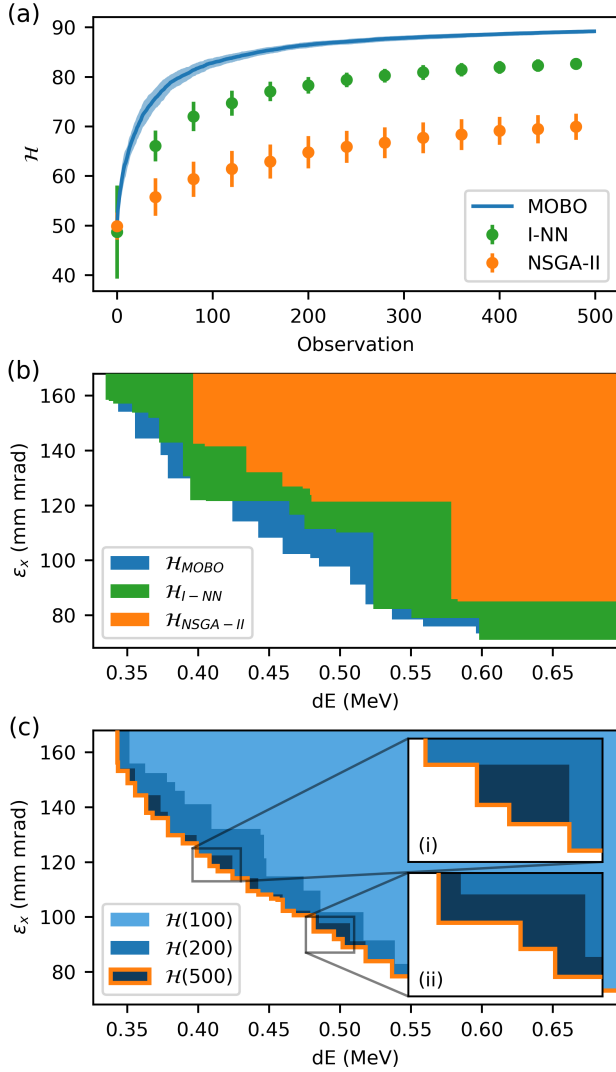 (a)
90
80
70
60
50
40
ℋ
MOBO
I-NN
NSGA-II
0 100 200 300 400 500
Observation
(b)
160
140
120
100
80
εx (mm mrad)
ℋMOBO
ℋI−NN
ℋNSGA−II
0.35 0.40 0.45 0.50 0.55 0.60 0.65
dE (MeV)
(c)
160
140
120
100
80
εx (mm mrad)
(i)
(ii)
ℋ(100)
ℋ(200)
ℋ(500)
0.35 0.40 0.45 0.50 0.55 0.60 0.65
dE (MeV)